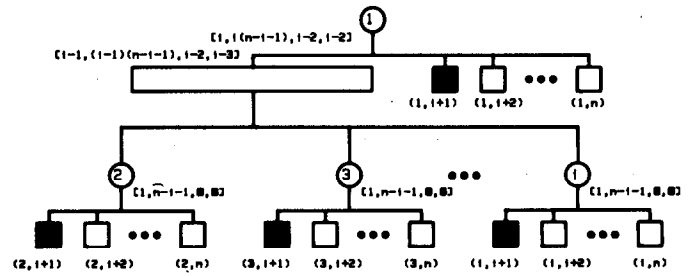 1
[i,i(n-i-1),i-2,i-2]
[i-1,(i-1)(n-i-1),i-2,i-3]
(1,i+1) (1,i+2) ••• (1,n)
2 3 ••• i
[1,n-i-1,0,0] [1,n-i-1,0,0] [1,n-i-1,0,0]
(2,i+1) (2,i+2) ••• (2,n) (3,i+1) (3,i+2) ••• (3,n) (i,i+1) (i,i+2) ••• (i,n)